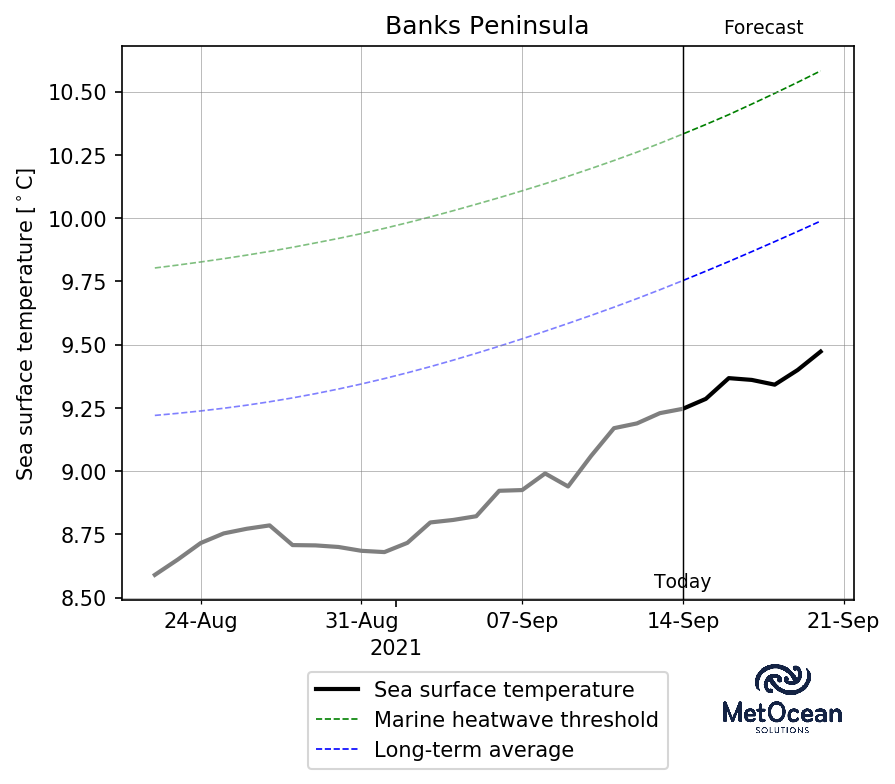 Banks Peninsula
Forecast
Sea surface temperature [°C]
10.50
10.25
10.00
9.75
9.50
9.25
9.00
8.75
8.50
Today
24-Aug 31-Aug 07-Sep 14-Sep 21-Sep
2021
Sea surface temperature
Marine heatwave threshold
Long-term average
MetOcean
SOLUTIONS